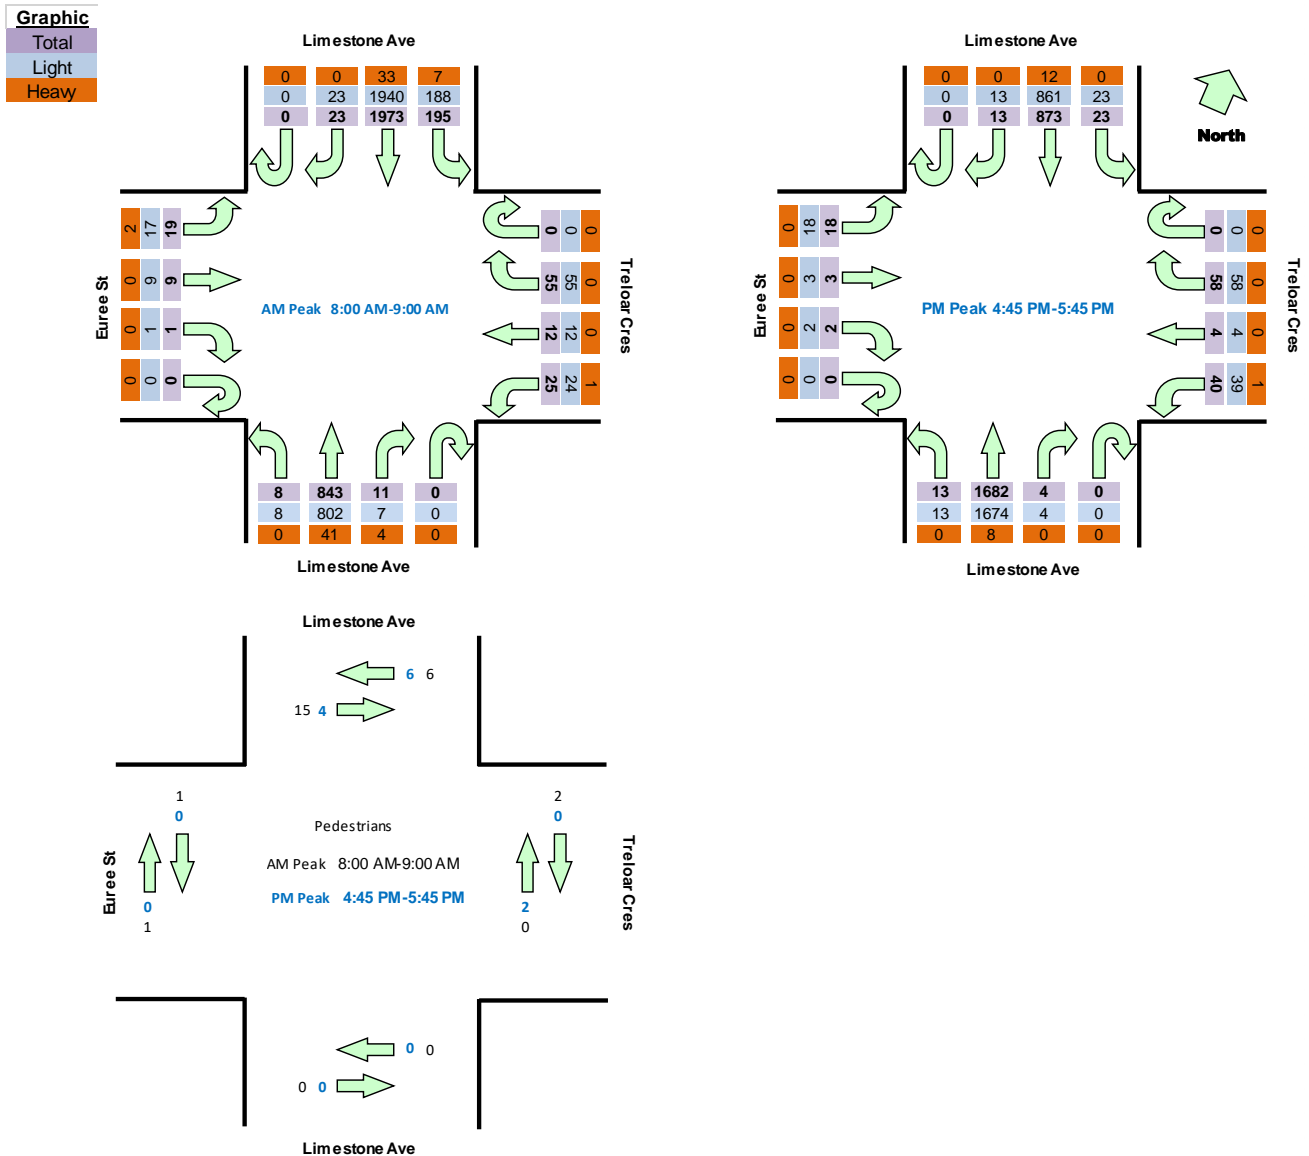 Graphic
Total
Light
Heavy
Limestone Ave
0 0 33 7
0 23 1940 188
0 23 1973 195
2 17 19
0 9 9
0 1 1
0 0 0
Euree St
AM Peak 8:00 AM-9:00 AM
0 0 0
55 55 0
12 12 0
25 24 1
Treloar Cres
8 843 11 0
8 802 7 0
0 41 4 0
Limestone Ave
Limestone Ave
0 0 12 0
0 13 861 23
0 13 873 23
North
0 18 18
0 3 3
0 2 2
0 0 0
Euree St
PM Peak 4:45 PM-5:45 PM
0 0 0
58 58 0
4 4 0
40 39 1
Treloar Cres
13 1682 4 0
13 1674 4 0
0 8 0 0
Limestone Ave
Limestone Ave
6 6
15 4
1
0
2
0
Euree St
Pedestrians
AM Peak 8:00 AM-9:00 AM
PM Peak 4:45 PM-5:45 PM
Treloar Cres
0
1
2
0
0 0
0 0
Limestone Ave